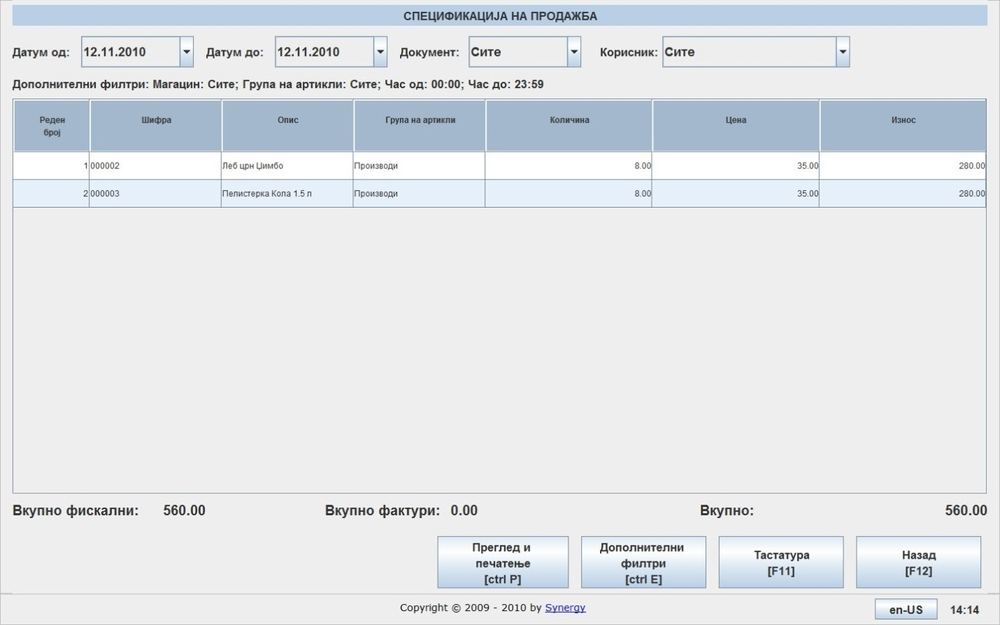 СПЕЦИФИКАЦИЈА НА ПРОДАЖБА
Датум од: 12.11.2010 Датум до: 12.11.2010 Документ: Сите Корисник: Сите
Дополнителни филтри: Магацин: Сите; Група на артикли: Сите; Час од: 00:00; Час до: 23:59
Реден број Шифра Опис Група на артикли Количина Цена Износ
1 000002 Леб црн Џимбо Производи 8.00 35.00 280.00
2 000003 Пелистерка Кола 1.5 л Производи 8.00 35.00 280.00
Вкупно фискални: 560.00 Вкупно фактури: 0.00 Вкупно: 560.00
Преглед и печатење [ctrl P]
Дополнителни филтри [ctrl E]
Тастатура [F11]
Назад [F12]
Copyright © 2009 - 2010 by Synergy
en-US 14:14